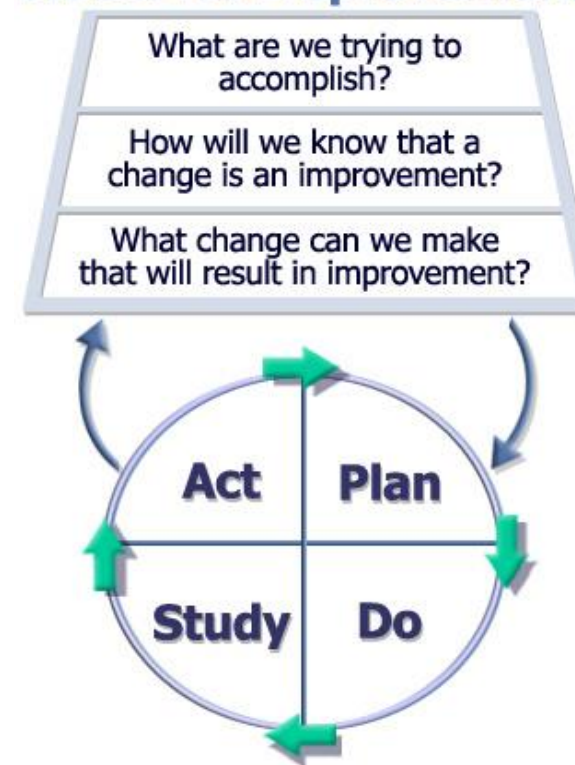 What are we trying to
accomplish?
How will we know that a
change is an improvement?
What change can we make
that will result in improvement?
Act Plan
Study Do